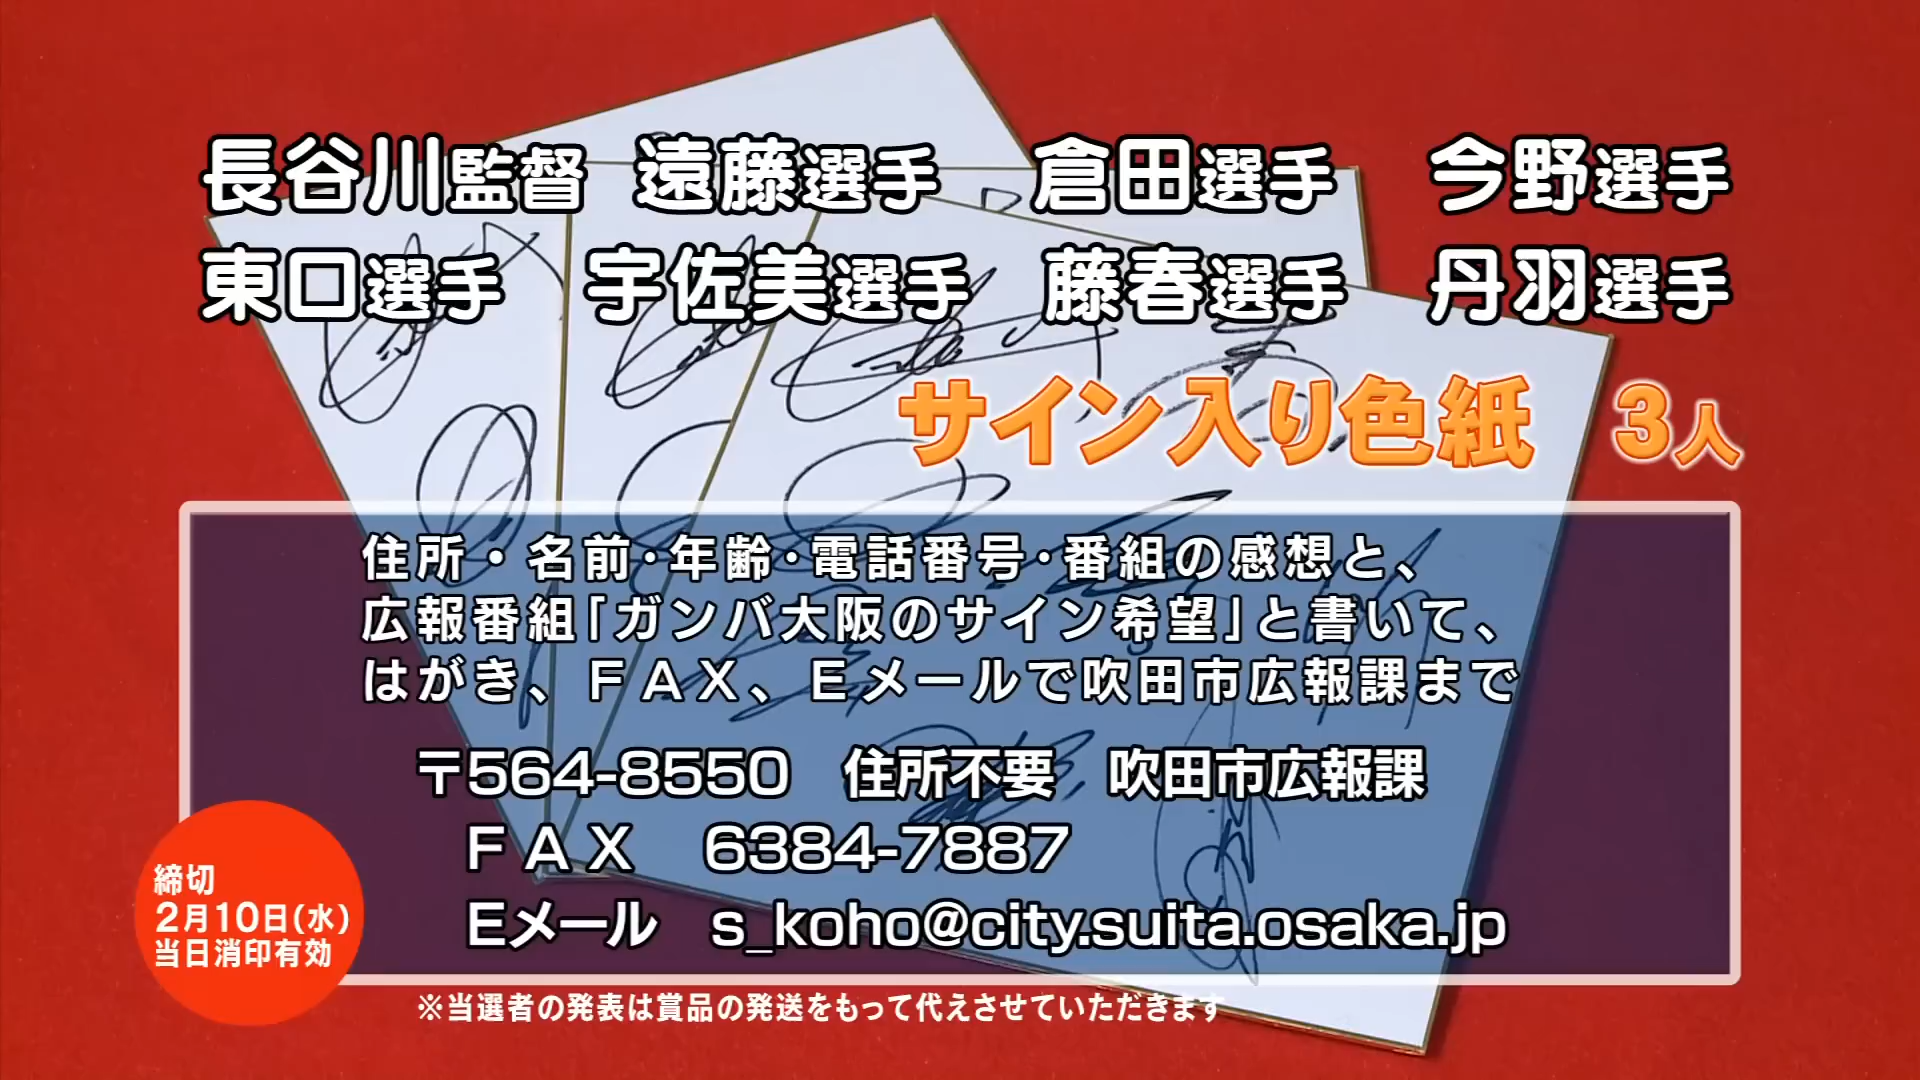 長谷川監督 遠藤選手 倉田選手 今野選手
東口選手 宇佐美選手 藤春選手 丹羽選手
サイン入り色紙 3人
住所・名前・年齢・電話番号・番組の感想と、
広報番組「ガンバ大阪のサイン希望」と書いて、
はがき、FAX、Eメールで吹田市広報課まで
〒564-8550 住所不要 吹田市広報課
FAX 6384-7887
Eメール s_koho@city.suita.osaka.jp
締切
2月10日(水)
当日消印有効
※当選者の発表は賞品の発送をもって代えさせていただきます